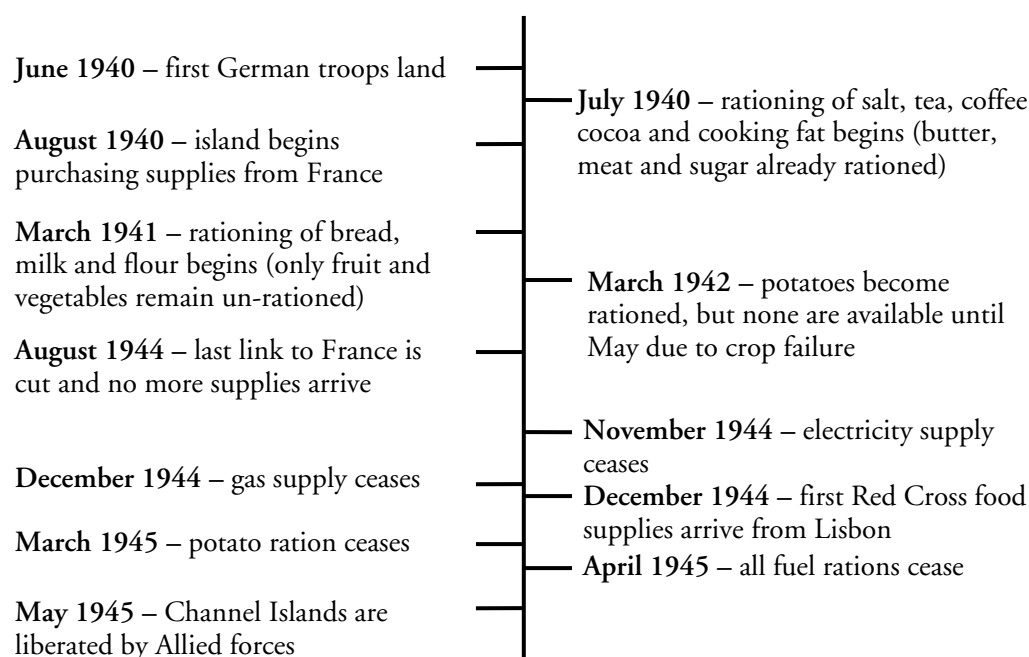 June 1940 – first German troops land
July 1940 – rationing of salt, tea, coffee
cocoa and cooking fat begins (butter,
meat and sugar already rationed)
August 1940 – island begins
purchasing supplies from France
March 1941 – rationing of bread,
milk and flour begins (only fruit and
vegetables remain un-rationed)
March 1942 – potatoes become
rationed, but none are available until
May due to crop failure
August 1944 – last link to France is
cut and no more supplies arrive
November 1944 – electricity supply
ceases
December 1944 – gas supply ceases
December 1944 – first Red Cross food
supplies arrive from Lisbon
March 1945 – potato ration ceases
April 1945 – all fuel rations cease
May 1945 – Channel Islands are
liberated by Allied forces